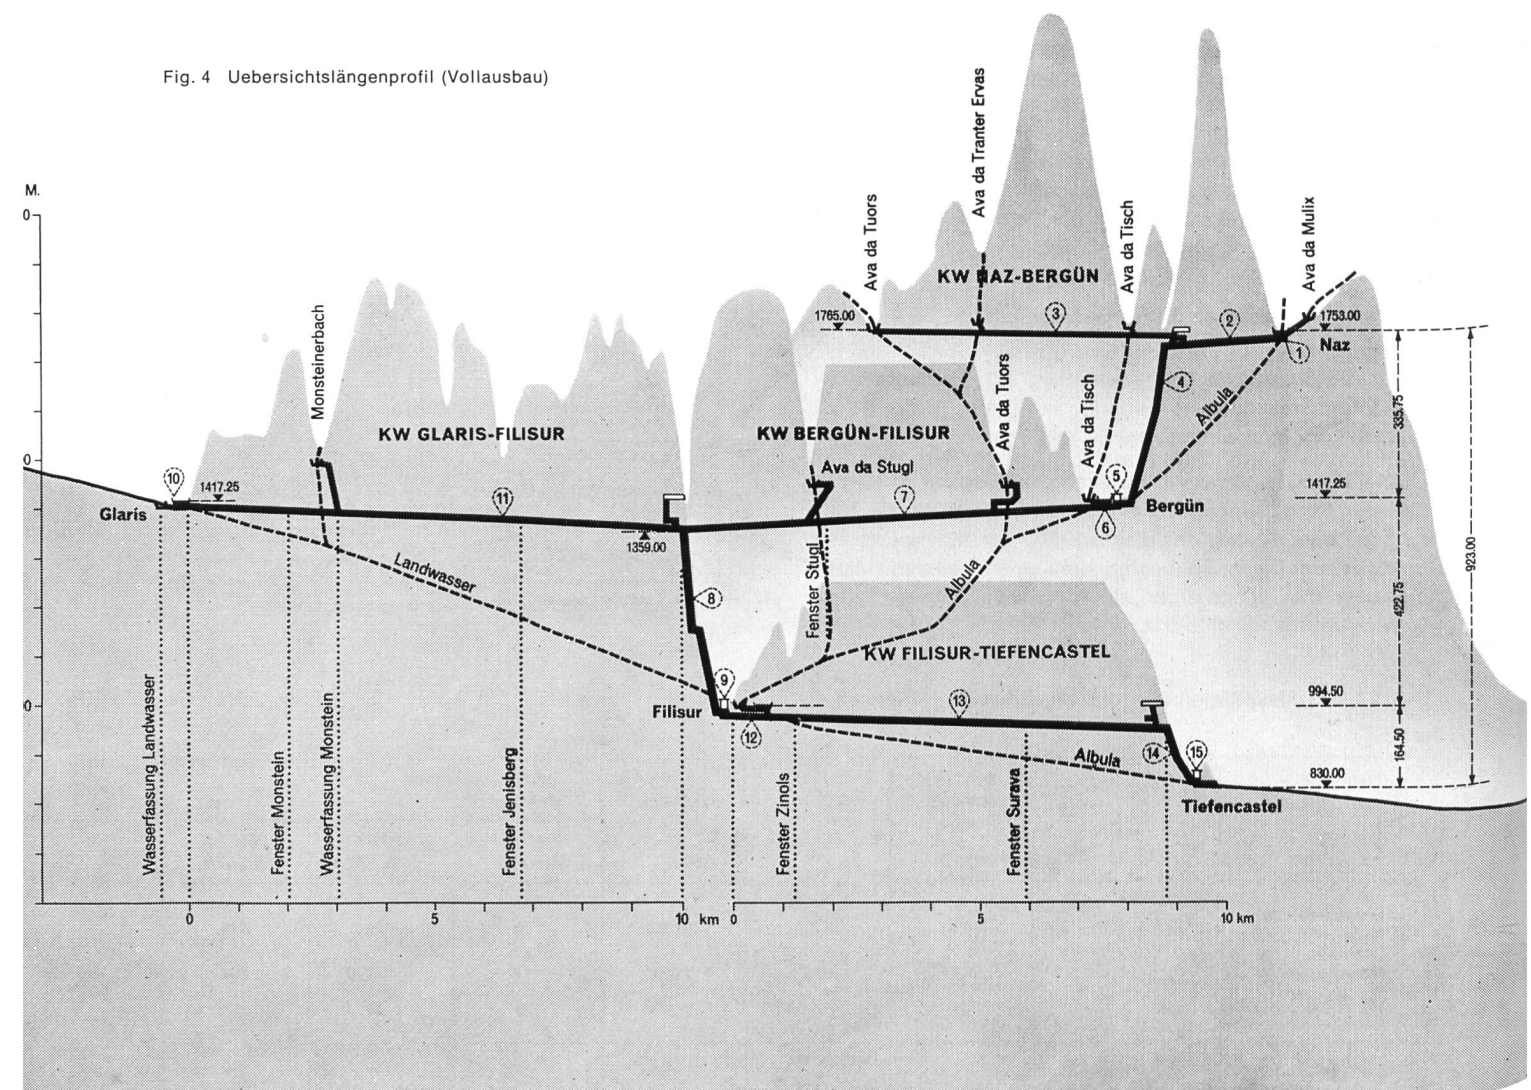 Fig. 4 Uebersichtslängenprofil (Vollausbau)
M.
0
0
0
Monsteinerbach
Ava da Tuors
Ava da Tranter Ervas
Ava da Tisch
Ava da Mulix
KW NAZ-BERGÜN
1765.00
3
2
1753.00
1
Naz
4
Albula
335.75
KW GLARIS-FILISUR
KW BERGÜN-FILISUR
Ava da Tuors
Ava da Tisch
Ava da Stugl
10
1417.25
Glaris
11
7
5
6
Bergün
1417.25
1359.00
Landwasser
Fenster Stugl
Albula
8
422.75
923.00
KW FILISUR-TIEFENCASTEL
9
Filisur
12
13
994.50
14
15
Albula
164.50
830.00
Tiefencastel
Wasserfassung Landwasser
Fenster Monstein
Wasserfassung Monstein
Fenster Jenisberg
Fenster Zinols
Fenster Surava
0
5
10 km
0
5
10 km